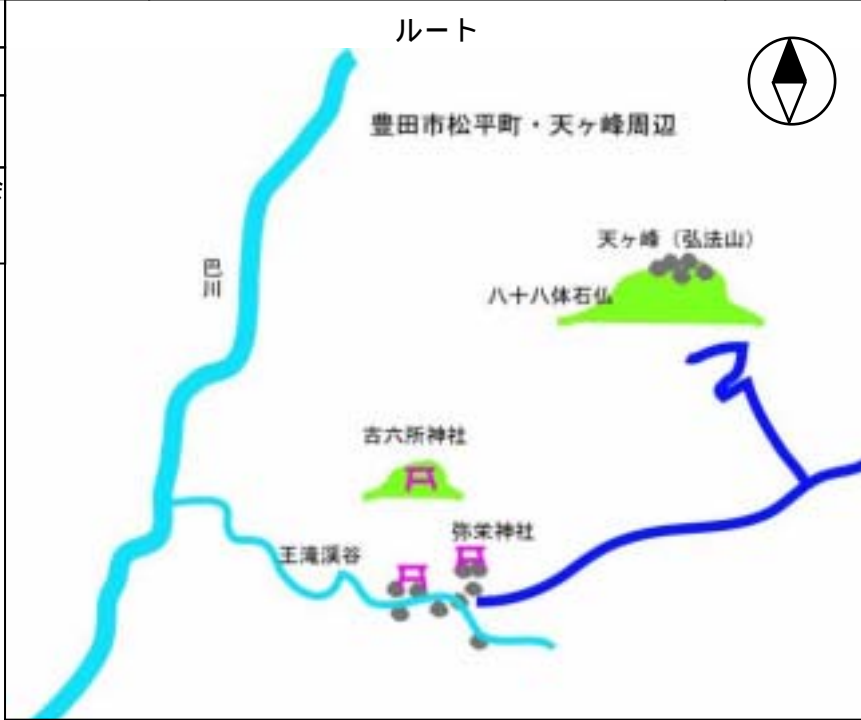 ルート
豊田市松平町・天ヶ峰周辺
天ヶ峰（弘法山）
八十八体石仏
巴川
古六所神社
弥栄神社
王滝渓谷